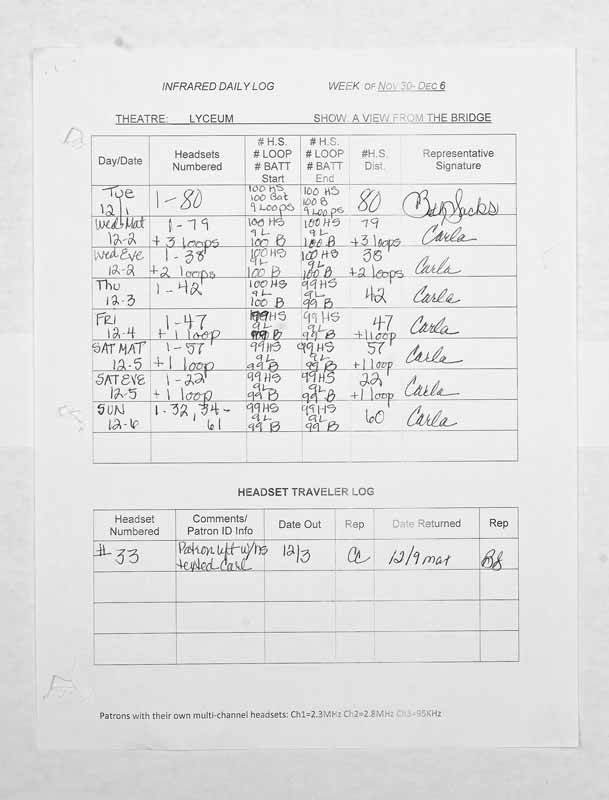 INFRARED DAILY LOG WEEK OF NOV 30- DEC 6
THEATRE: LYCEUM SHOW: A VIEW FROM THE BRIDGE
Day/Date Headsets Numbered # H.S. # LOOP # BATT Start # H.S. # LOOP # BATT End #H.S. Dist. Representative Signature
Tue 12/1 1-80 100 HS 100 Bat 9 Loops 100 HS 100 B 9 Loops 80 Beth Jacks
Wed Mat 12-2 1-79 + 3 loops 100 HS 9L 100 B 100 HS 9L 100 B 79 +3 loops Carla
Wed Eve 12-2 1-38 +2 loops 100 HS 9L 100 B 100 HS 9L 100 B 38 +2 loops Carla
Thu 12-3 1-42 100 HS 9L 100 B 99 HS 9L 99 B 42 Carla
FRI 12-4 1-47 +1 loop 99 HS 9L 99 B 99 HS 9L 99 B 47 +1 loop Carla
SAT MAT 12-5 1-57 +1 loop 99 HS 9L 99 B 99 HS 9L 99 B 57 +1 loop Carla
SAT EVE 12-5 1-22 +1 loop 99 HS 9L 99 B 99 HS 9L 99 B 22 +1 loop Carla
SUN 12-6 1-32, 34-61 99 HS 9L 99 B 99 HS 9L 99 B 60 Carla
HEADSET TRAVELER LOG
Headset Numbered Comments/ Patron ID Info Date Out Rep Date Returned Rep
# 33 Patron left w/hs 12/3 CC 12/9 mat BJ
Patrons with their own multi-channel headsets: Ch1=2.3MHz Ch2=2.8MHz Ch3=95KHz